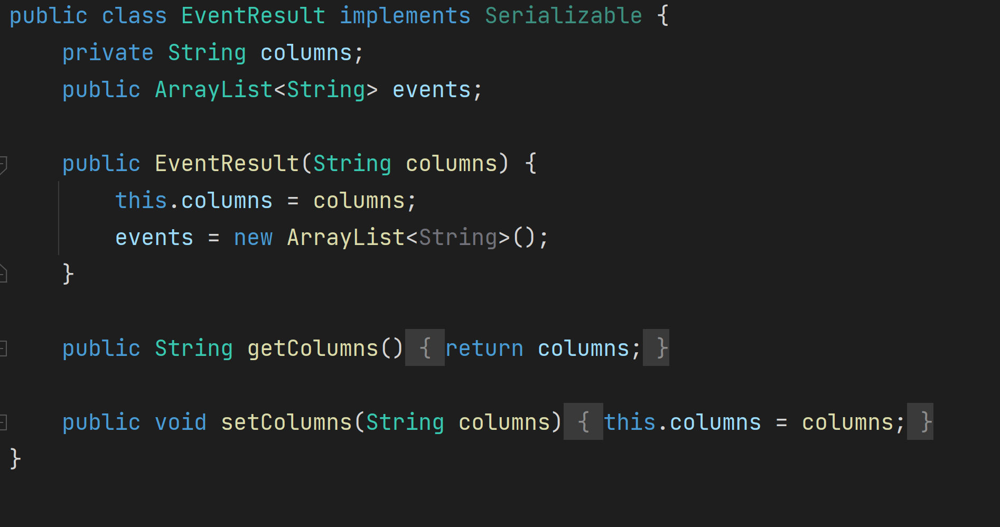 public class EventResult implements Serializable {
    private String columns;
    public ArrayList<String> events;

    public EventResult(String columns) {
        this.columns = columns;
        events = new ArrayList<String>();
    }

    public String getColumns() { return columns; }

    public void setColumns(String columns) { this.columns = columns; }
}